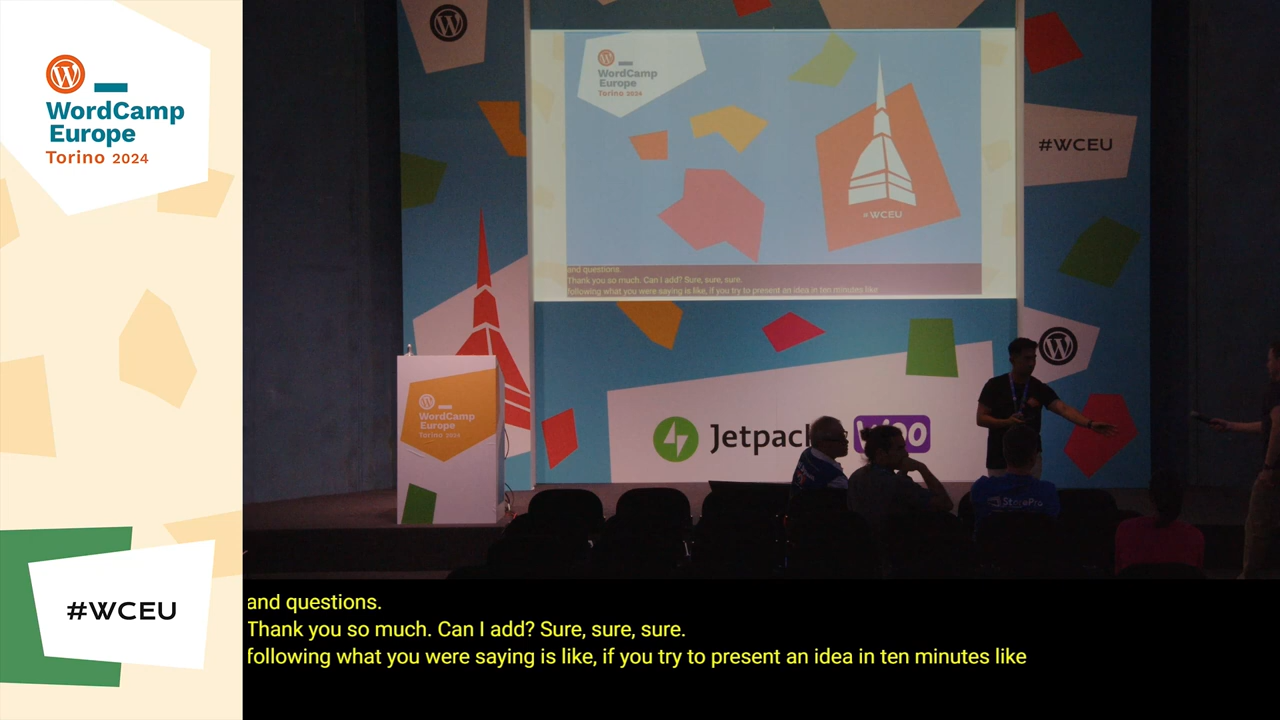 WordCamp
Europe
Torino 2024
#WCEU
WordCamp
Europe
Torino 2024
#WCEU
and questions.
Thank you so much. Can I add? Sure, sure, sure.
following what you were saying is like, if you try to present an idea in ten minutes like
#WCEU
WordCamp
Europe
Torino 2024
Jetpack
Woo
StorePro
and questions.
Thank you so much. Can I add? Sure, sure, sure.
following what you were saying is like, if you try to present an idea in ten minutes like